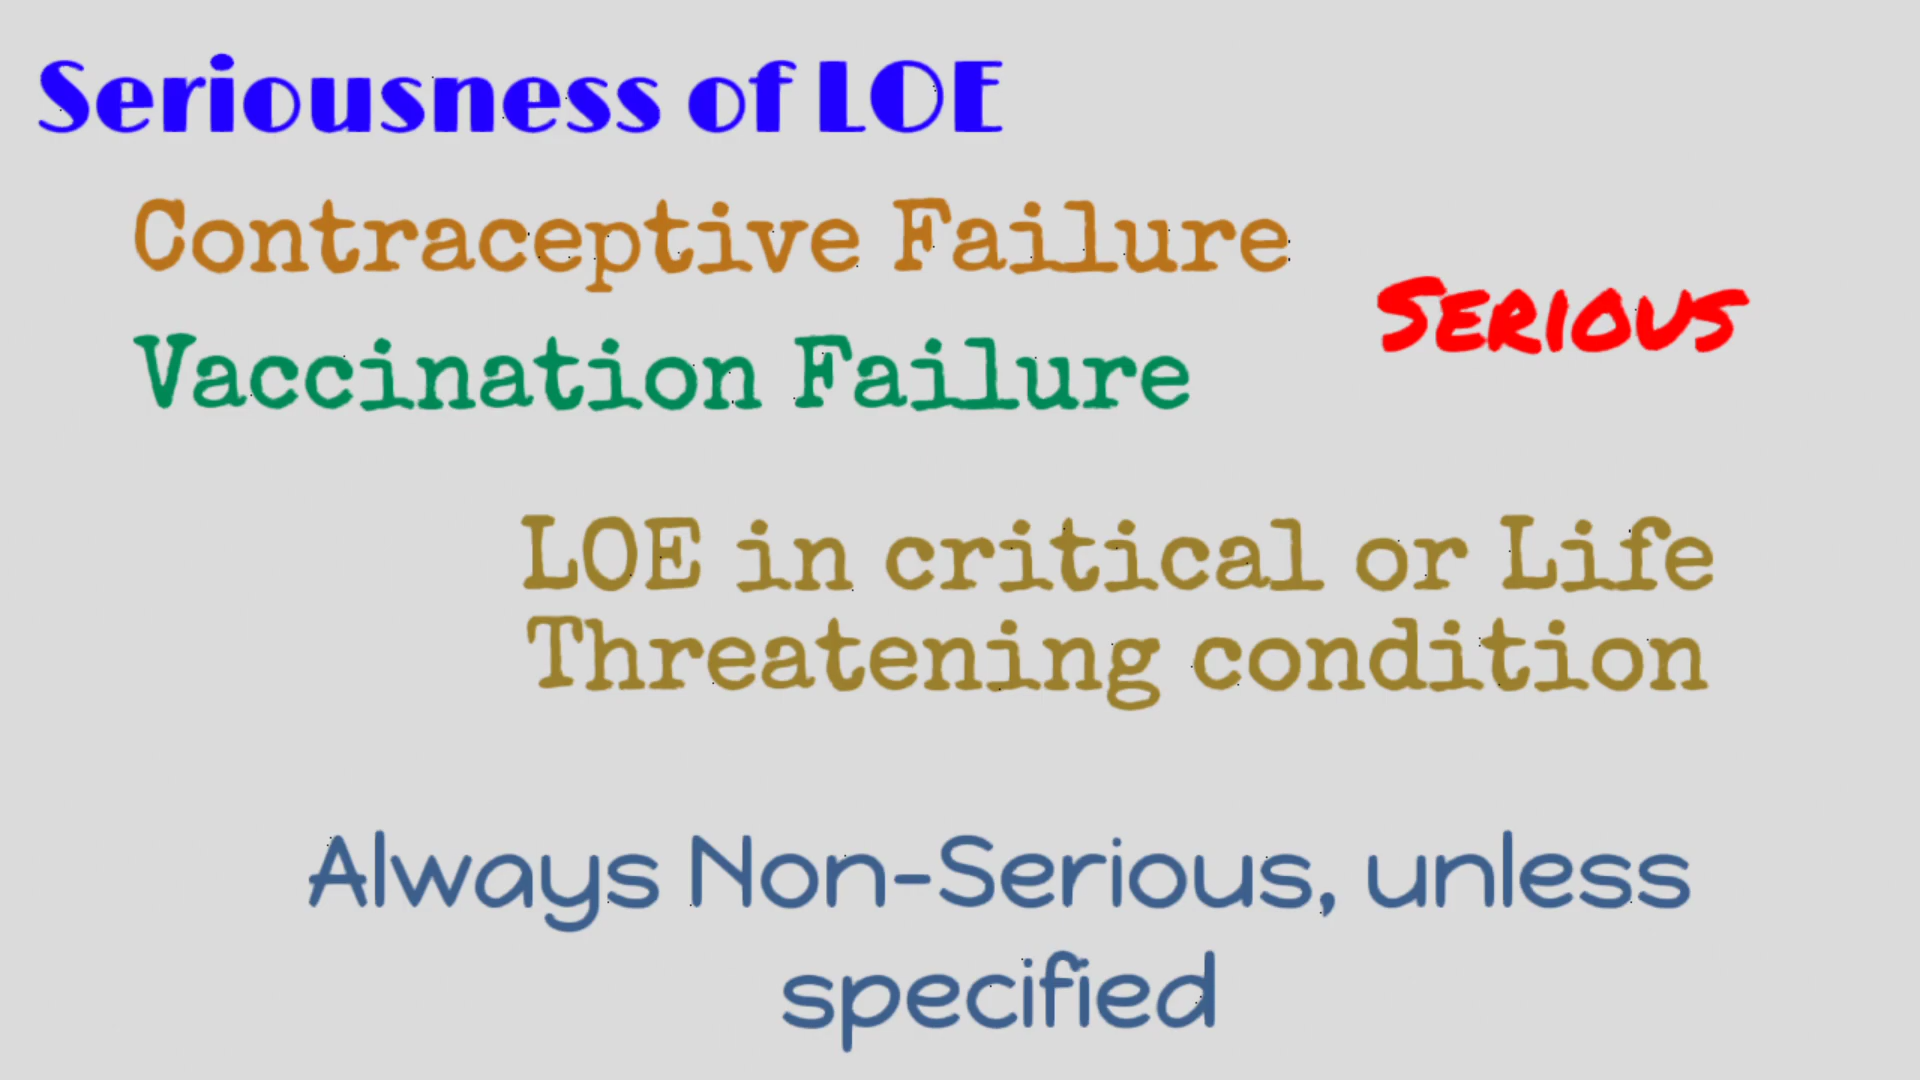 Seriousness of LOE
Contraceptive Failure
Serious
Vaccination Failure
LOE in critical or Life
Threatening condition
Always Non-Serious, unless
specified